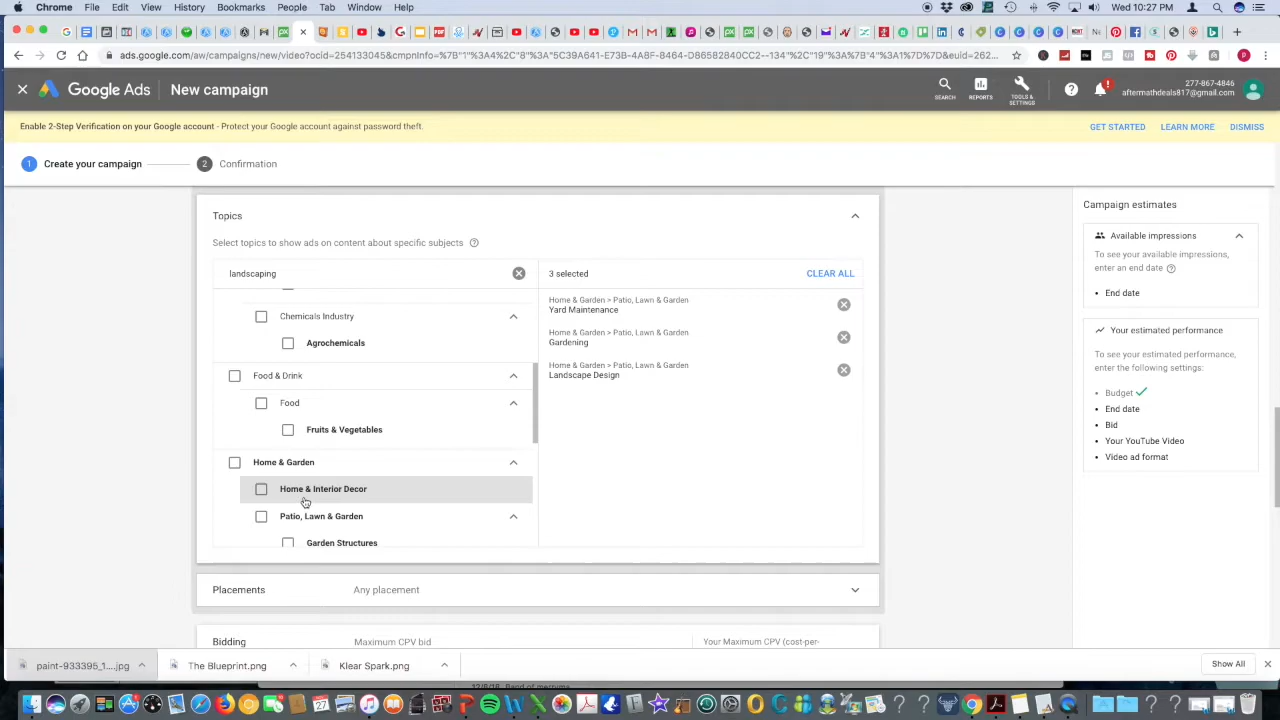 Chrome File Edit View History Bookmarks People Tab Window Help
Wed 10:27 PM
ads.google.com/aw/campaigns/new/video?ocid=254133045&cmpInfo=%7B"1"%3A4%2C"8"%3A"5C39A641-E73B-4A8F-8464-D86582840CC2--134"%2C"19"%3A%7B"4"%3A1%7D%7D&euid=262...
Google Ads New campaign
SEARCH
REPORTS
TOOLS & SETTINGS
277-867-4846
aftermathdeals817@gmail.com
Enable 2-Step Verification on your Google account - Protect your Google account against password theft.
GET STARTED LEARN MORE DISMISS
1 Create your campaign 2 Confirmation
Topics
Select topics to show ads on content about specific subjects
landscaping
3 selected CLEAR ALL
Chemicals Industry
Agrochemicals
Food & Drink
Food
Fruits & Vegetables
Home & Garden
Home & Interior Decor
Patio, Lawn & Garden
Garden Structures
Home & Garden > Patio, Lawn & Garden
Yard Maintenance
Home & Garden > Patio, Lawn & Garden
Gardening
Home & Garden > Patio, Lawn & Garden
Landscape Design
Placements Any placement
Bidding Maximum CPV bid Your Maximum CPV (cost-per-
Campaign estimates
Available impressions
To see your available impressions,
enter an end date
• End date
Your estimated performance
To see your estimated performance,
enter the following settings:
• Budget
• End date
• Bid
• Your YouTube Video
• Video ad format
paint-933395_1....jpg The Blueprint.png Klear Spark.png Show All